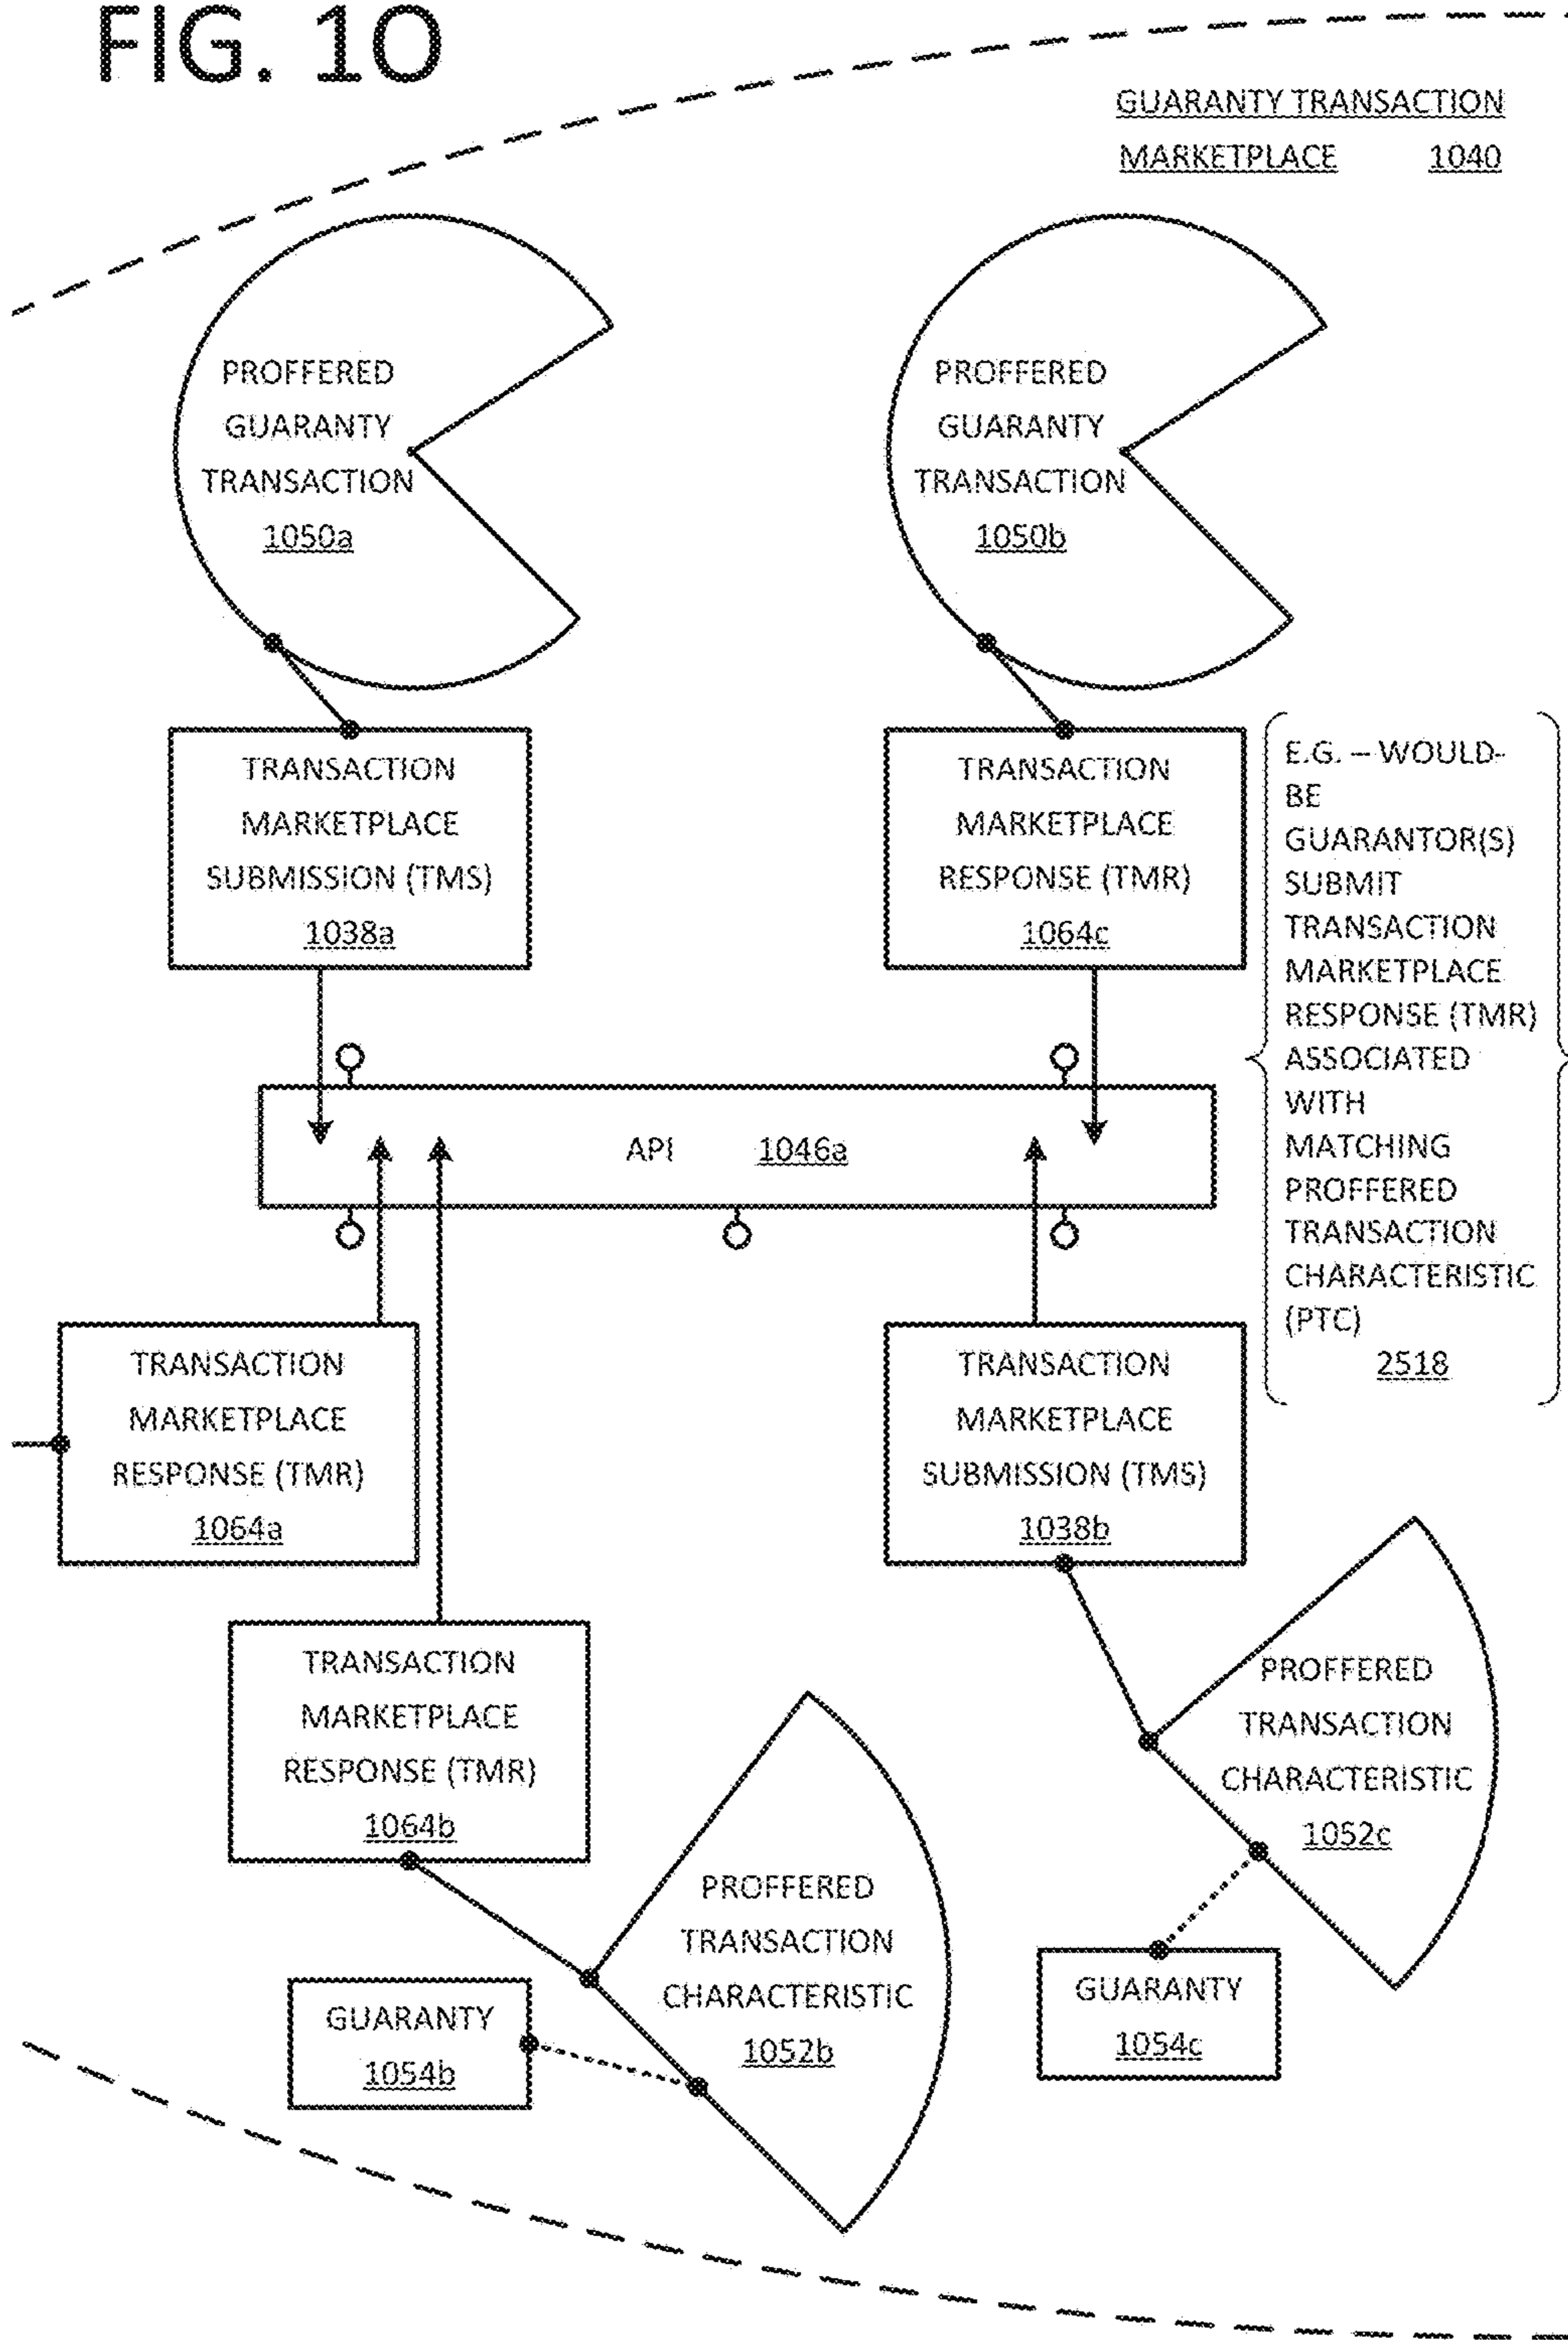 FIG. 1O
GUARANTY TRANSACTION
MARKETPLACE 1040
PROFFERED
GUARANTY
TRANSACTION
1050a
PROFFERED
GUARANTY
TRANSACTION
1050b
TRANSACTION
MARKETPLACE
SUBMISSION (TMS)
1038a
TRANSACTION
MARKETPLACE
RESPONSE (TMR)
1064c
E.G. – WOULD-
BE
GUARANTOR(S)
SUBMIT
TRANSACTION
MARKETPLACE
RESPONSE (TMR)
ASSOCIATED
WITH
MATCHING
PROFFERED
TRANSACTION
CHARACTERISTIC
(PTC)
2518
API 1046a
TRANSACTION
MARKETPLACE
RESPONSE (TMR)
1064a
TRANSACTION
MARKETPLACE
SUBMISSION (TMS)
1038b
TRANSACTION
MARKETPLACE
RESPONSE (TMR)
1064b
PROFFERED
TRANSACTION
CHARACTERISTIC
1052c
PROFFERED
TRANSACTION
CHARACTERISTIC
1052b
GUARANTY
1054b
GUARANTY
1054c